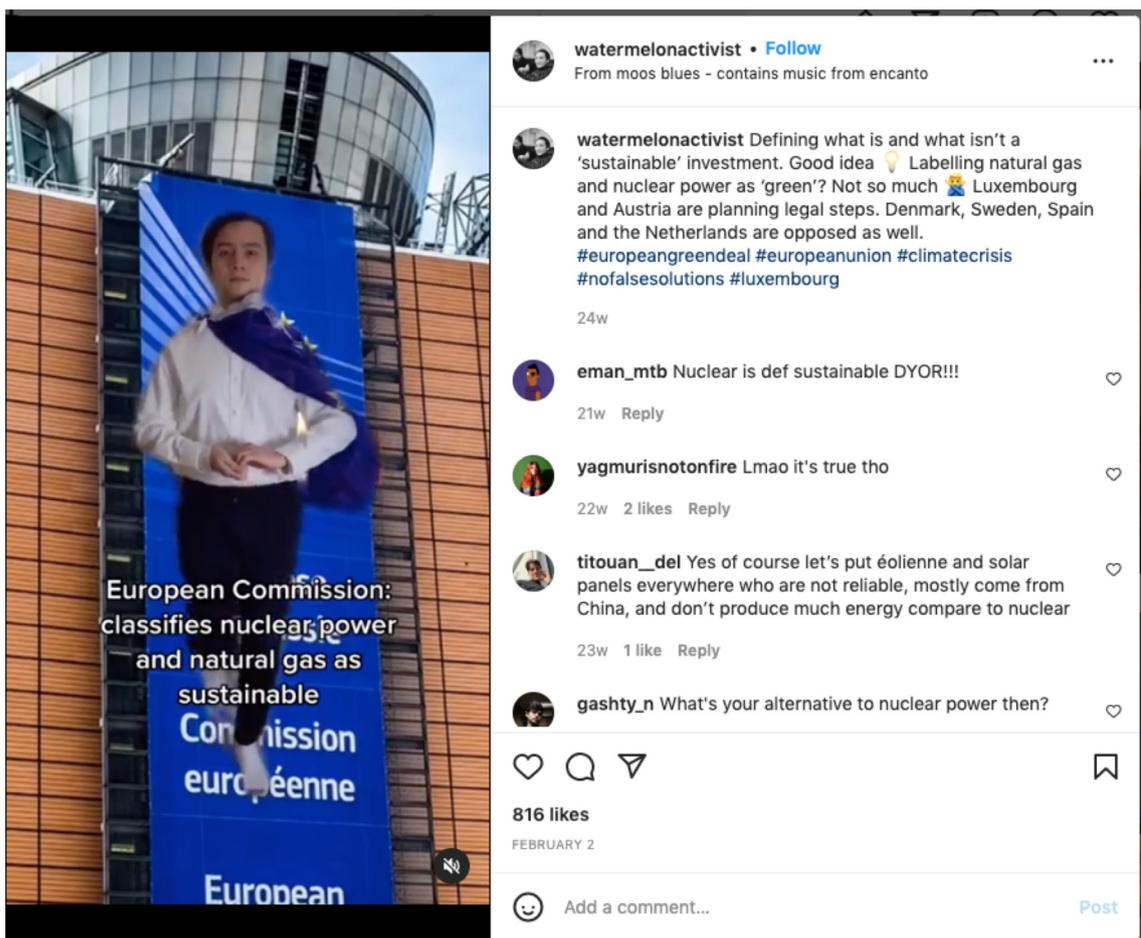 European Commission:
classifies nuclear power
and natural gas as
sustainable
Commission
européenne
European
watermelonactivist • Follow
From moos blues - contains music from encanto
watermelonactivist Defining what is and what isn’t a
‘sustainable’ investment. Good idea 💡 Labelling natural gas
and nuclear power as ‘green’? Not so much 🙅‍♂️ Luxembourg
and Austria are planning legal steps. Denmark, Sweden, Spain
and the Netherlands are opposed as well.
#europeangreendeal #europeanunion #climatecrisis
#nofalsesolutions #luxembourg
24w
eman_mtb Nuclear is def sustainable DYOR!!!
21w Reply
yagmurisnotonfire Lmao it's true tho
22w 2 likes Reply
titouan__del Yes of course let’s put éolienne and solar
panels everywhere who are not reliable, mostly come from
China, and don’t produce much energy compare to nuclear
23w 1 like Reply
gashty_n What's your alternative to nuclear power then?
816 likes
FEBRUARY 2
Add a comment...
Post